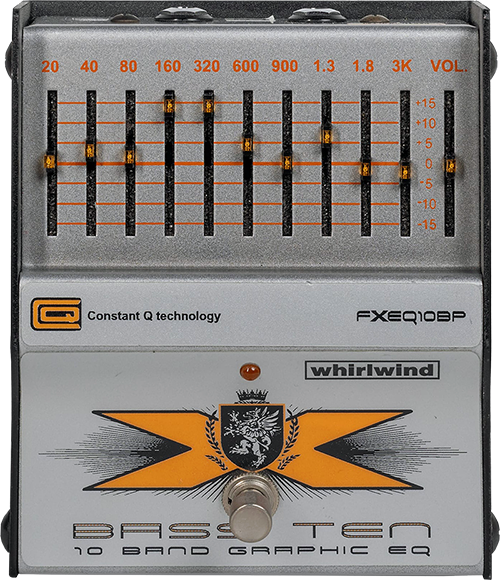 20 40 80 160 320 600 900 1.3 1.8 3K VOL.
+15
+10
+5
0
-5
-10
-15
Constant Q technology FXEQ10BP
whirlwind
BASS TEN
10 BAND GRAPHIC EQ